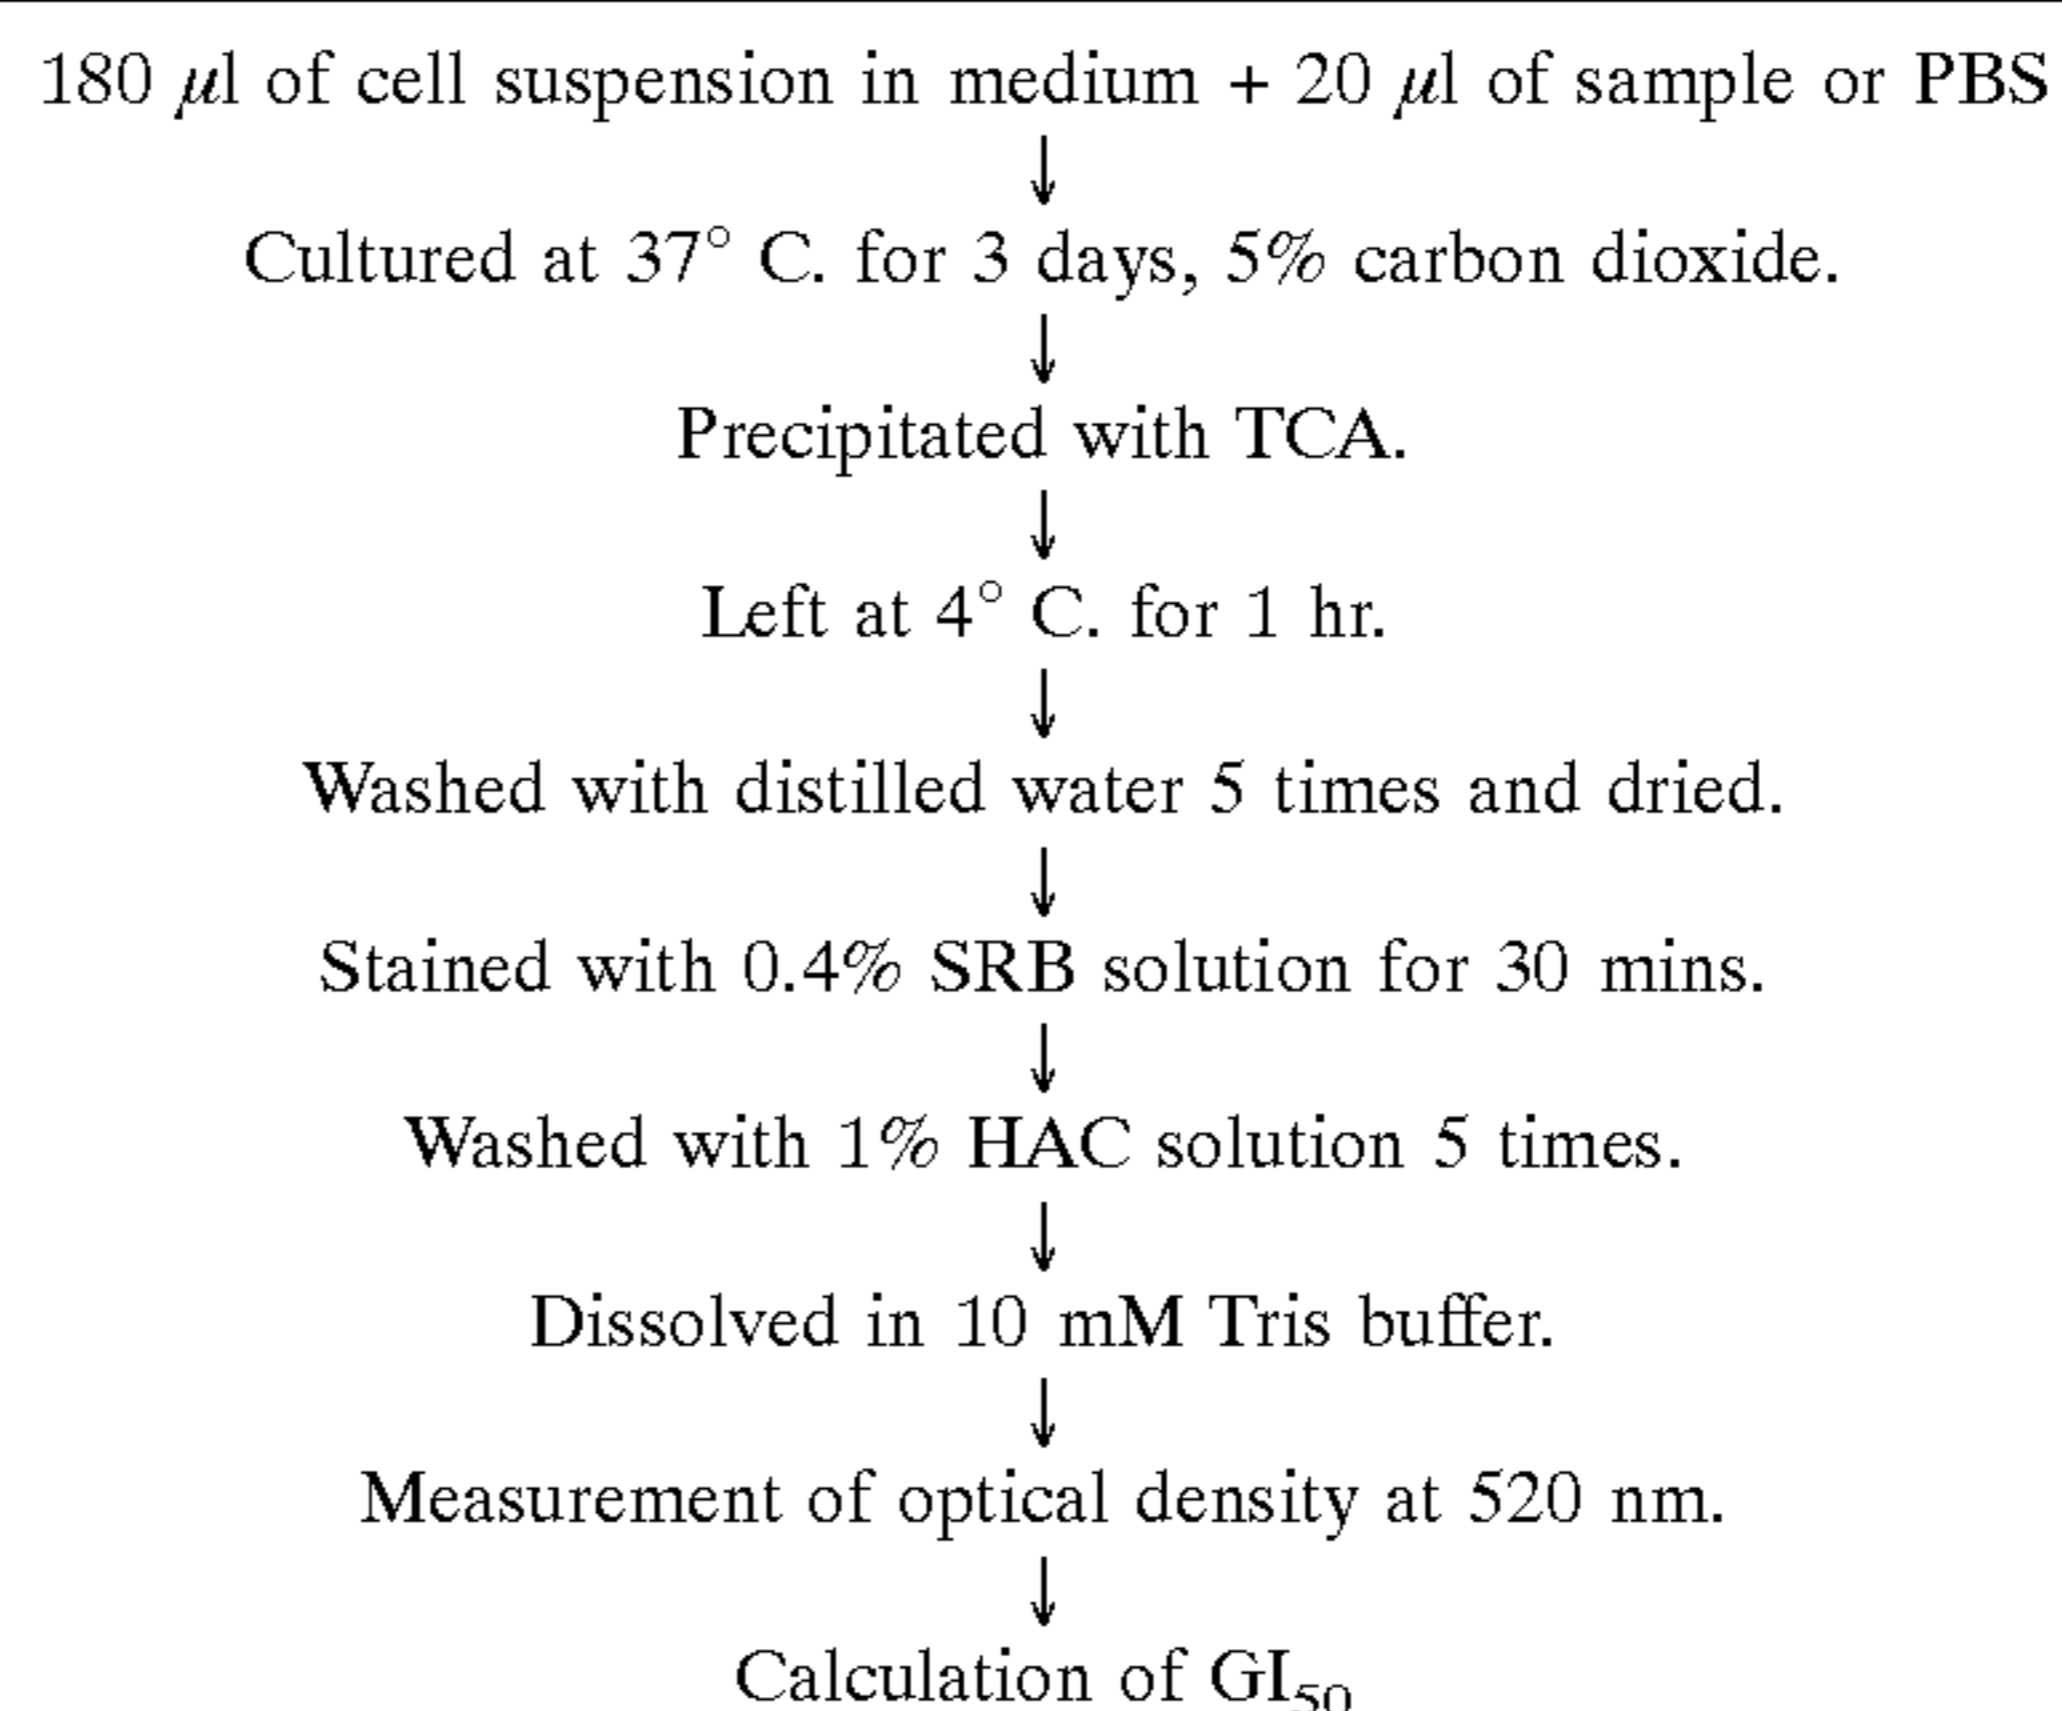 180 μl of cell suspension in medium + 20 μl of sample or PBS
↓
Cultured at 37° C. for 3 days, 5% carbon dioxide.
↓
Precipitated with TCA.
↓
Left at 4° C. for 1 hr.
↓
Washed with distilled water 5 times and dried.
↓
Stained with 0.4% SRB solution for 30 mins.
↓
Washed with 1% HAC solution 5 times.
↓
Dissolved in 10 mM Tris buffer.
↓
Measurement of optical density at 520 nm.
↓
Calculation of GI₅₀